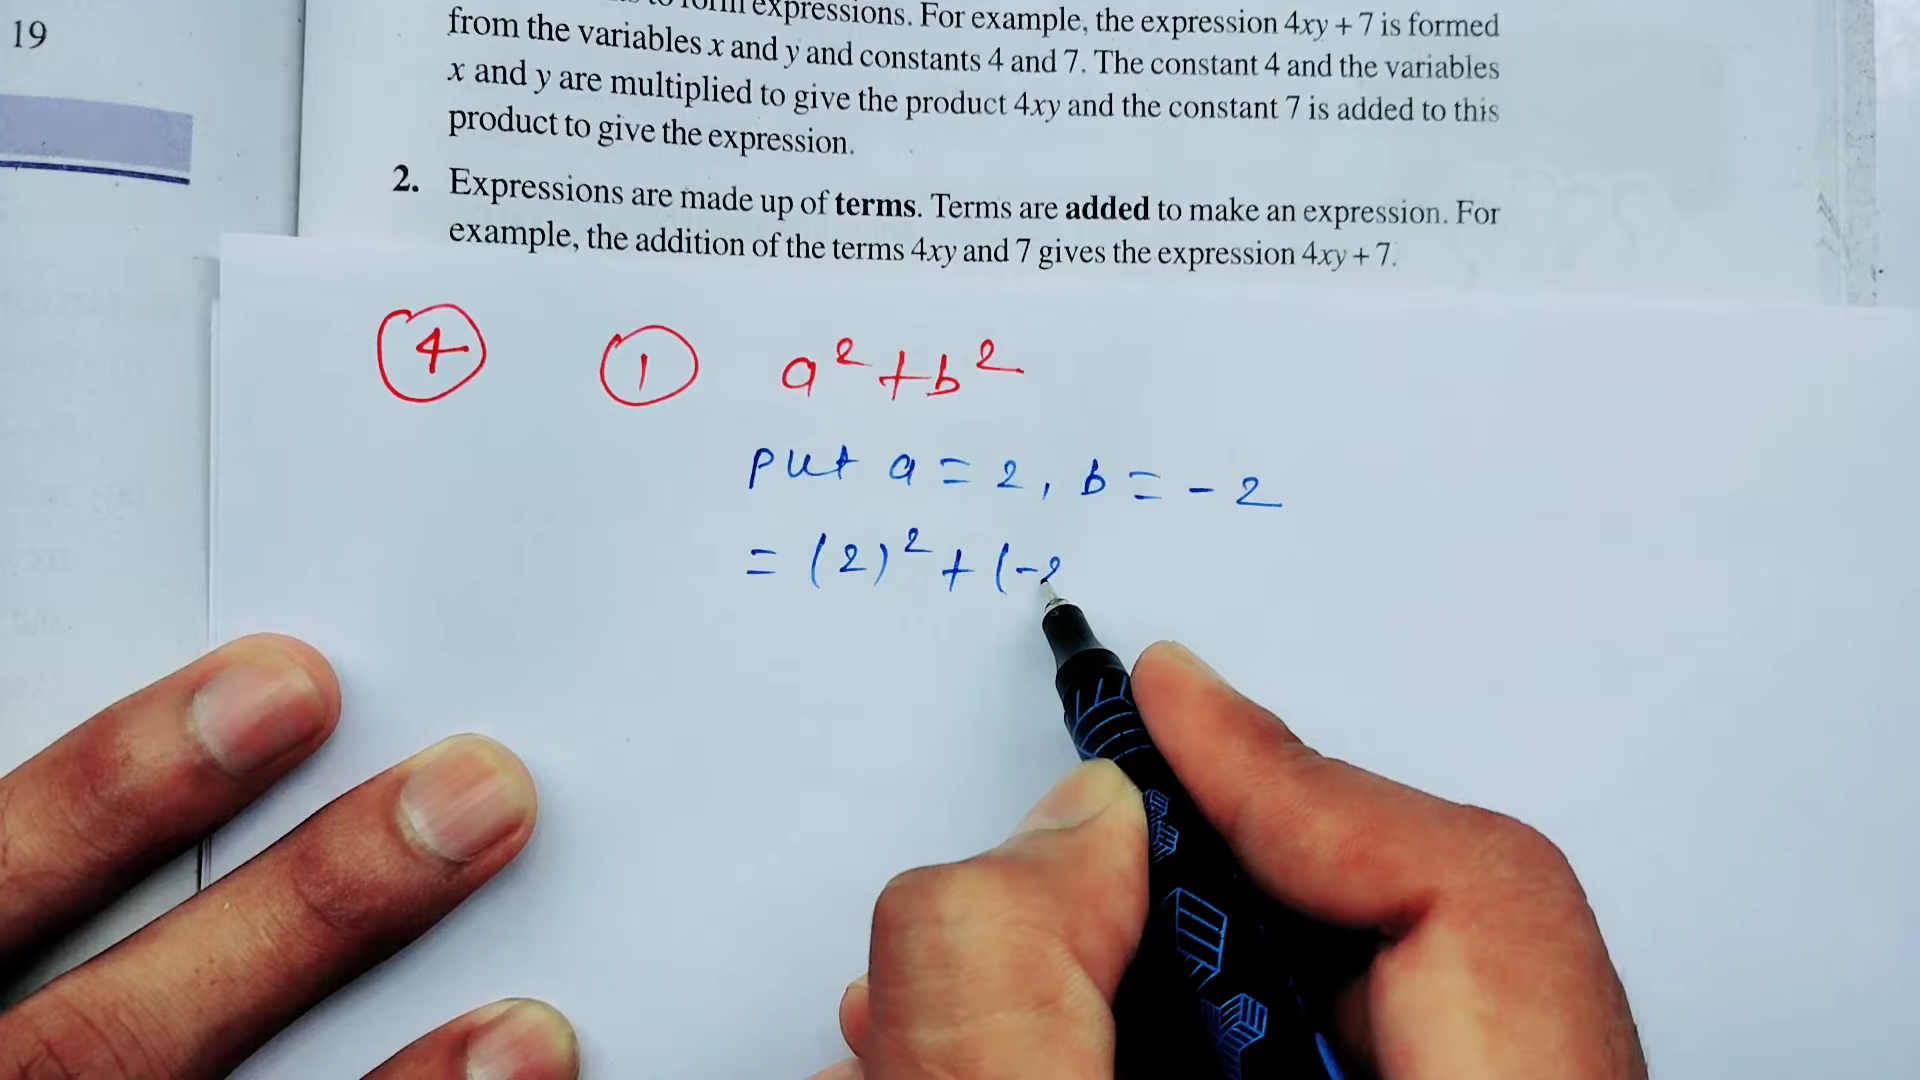 19
to form expressions. For example, the expression 4xy + 7 is formed
from the variables x and y and constants 4 and 7. The constant 4 and the variables
x and y are multiplied to give the product 4xy and the constant 7 is added to this
product to give the expression.
2. Expressions are made up of terms. Terms are added to make an expression. For
example, the addition of the terms 4xy and 7 gives the expression 4xy + 7.
4 1 a² + b²
put a = 2, b = -2
= (2)² + (-2